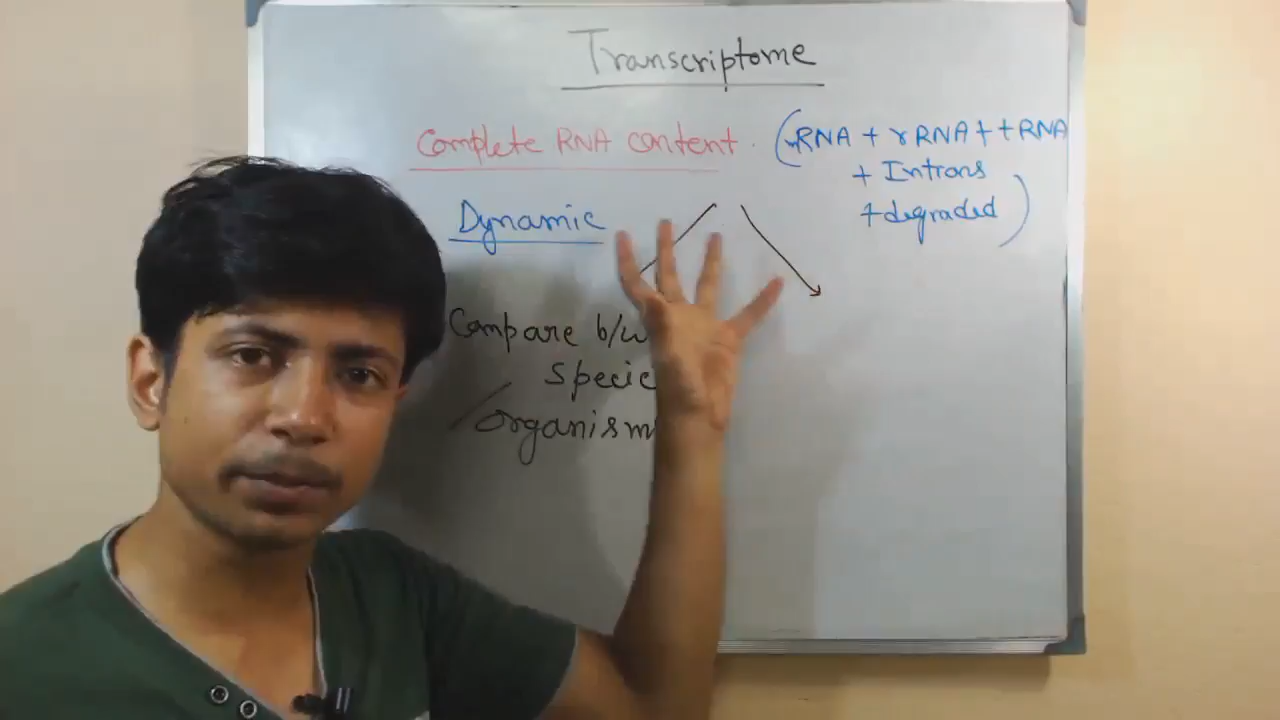 Transcriptome
Complete RNA content. (mRNA + rRNA + tRNA
+ Introns
+ degraded)
Dynamic
Compare b/w
specie
/organism